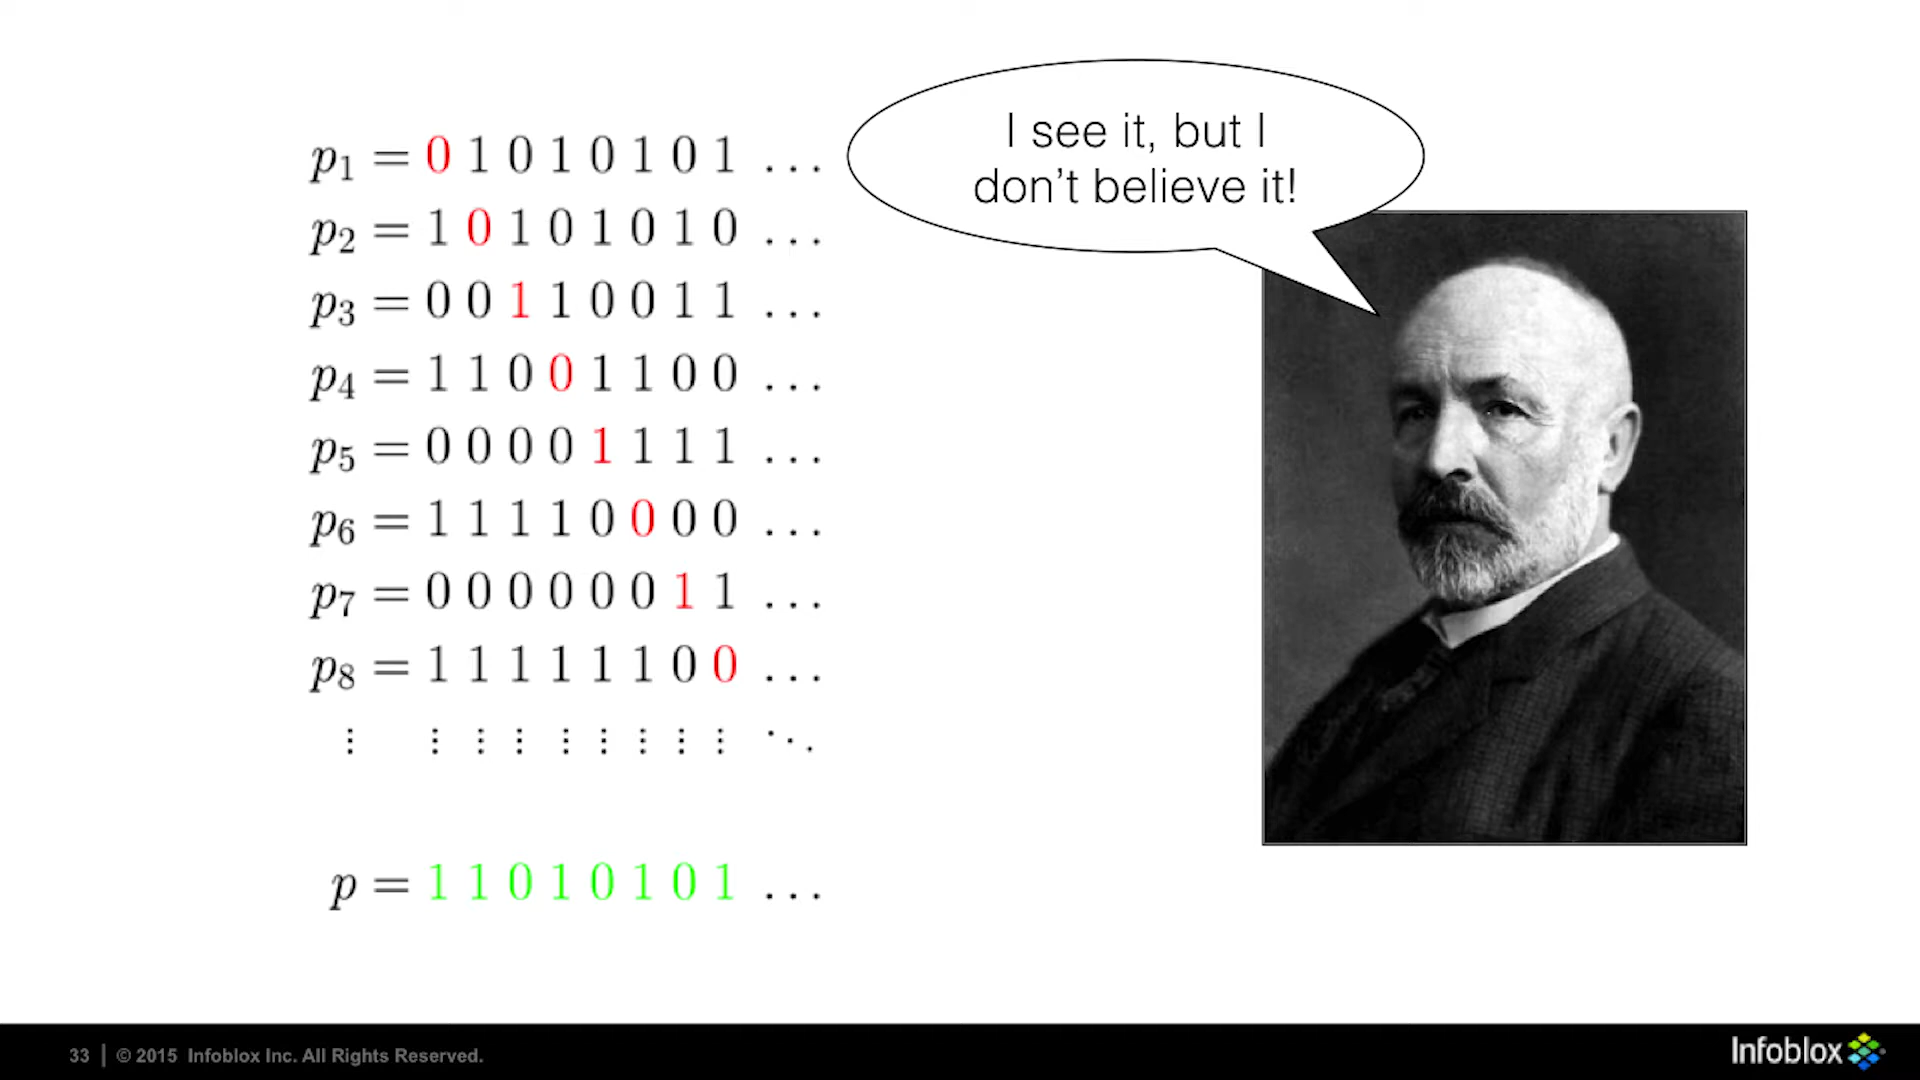 p₁ = 0 1 0 1 0 1 0 1 ...
p₂ = 1 0 1 0 1 0 1 0 ...
p₃ = 0 0 1 1 0 0 1 1 ...
p₄ = 1 1 0 0 1 1 0 0 ...
p₅ = 0 0 0 0 1 1 1 1 ...
p₆ = 1 1 1 1 0 0 0 0 ...
p₇ = 0 0 0 0 0 0 1 1 ...
p₈ = 1 1 1 1 1 1 0 0 ...
⋮ ⋮ ⋮ ⋮ ⋮ ⋮ ⋮ ⋮ ⋮ ⋱
p = 1 1 0 1 0 1 0 1 ...
I see it, but I
don't believe it!
33 | © 2015 Infoblox Inc. All Rights Reserved.
Infoblox